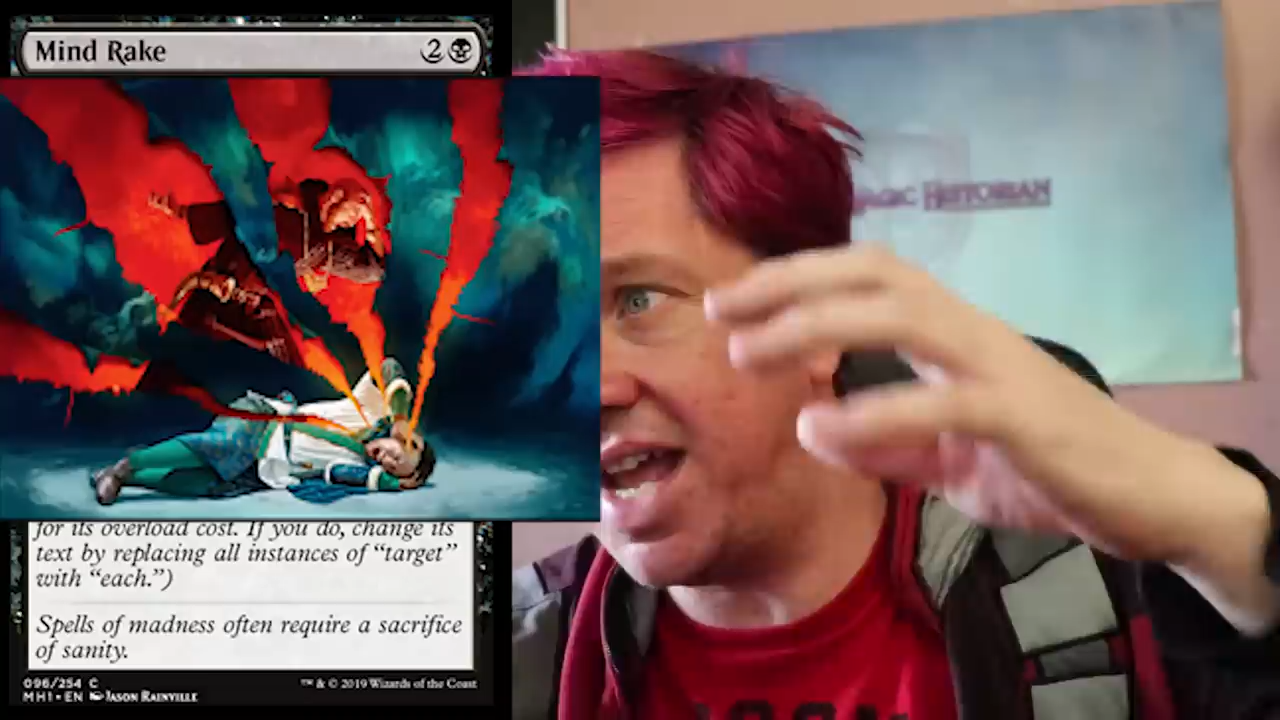 Mind Rake 2
MAGIC HISTORIAN
for its overload cost. If you do, change its
text by replacing all instances of “target”
with “each.”)
Spells of madness often require a sacrifice
of sanity.
096/254 C
MH1 • EN JASON RAINVILLE
™ & © 2019 Wizards of the Coast